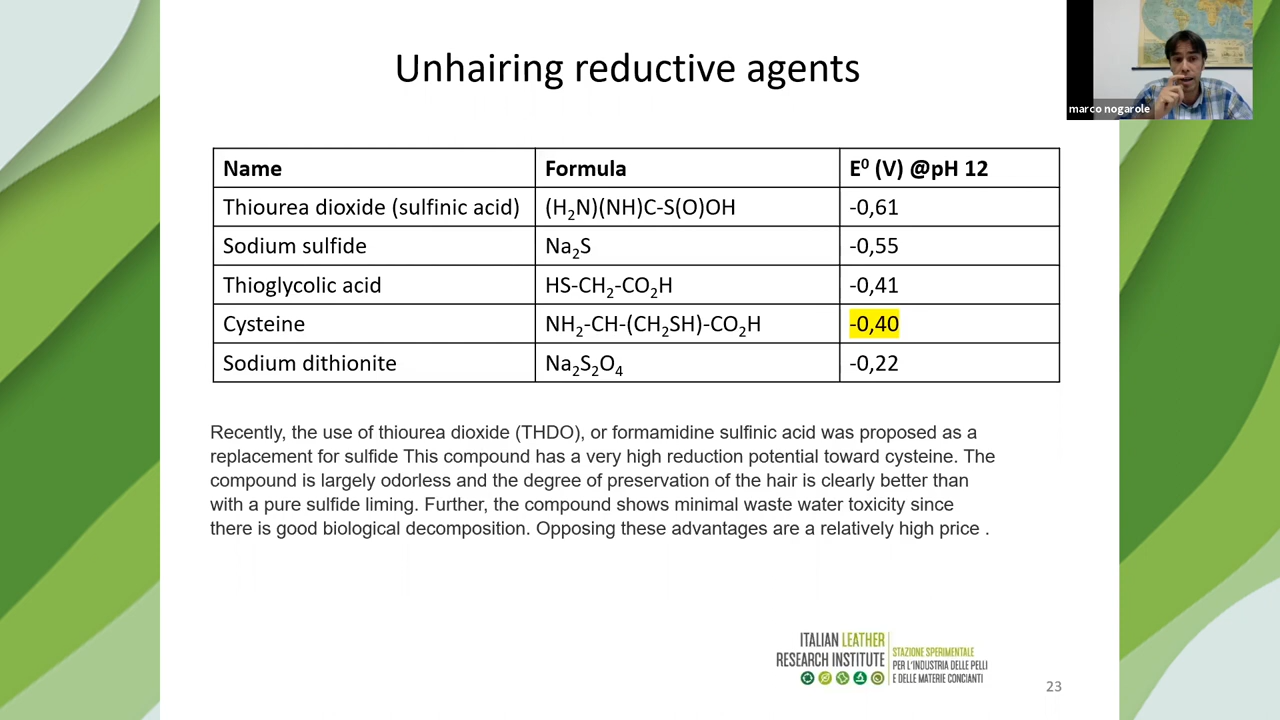 Unhairing reductive agents
marco nogarole
Name Formula E⁰ (V) @pH 12
Thiourea dioxide (sulfinic acid) (H₂N)(NH)C-S(O)OH -0,61
Sodium sulfide Na₂S -0,55
Thioglycolic acid HS-CH₂-CO₂H -0,41
Cysteine NH₂-CH-(CH₂SH)-CO₂H -0,40
Sodium dithionite Na₂S₂O₄ -0,22
Recently, the use of thiourea dioxide (THDO), or formamidine sulfinic acid was proposed as a
replacement for sulfide This compound has a very high reduction potential toward cysteine. The
compound is largely odorless and the degree of preservation of the hair is clearly better than
with a pure sulfide liming. Further, the compound shows minimal waste water toxicity since
there is good biological decomposition. Opposing these advantages are a relatively high price .
ITALIAN LEATHER
RESEARCH INSTITUTE
STAZIONE SPERIMENTALE
PER L'INDUSTRIA DELLE PELLI
E DELLE MATERIE CONCIANTI
23